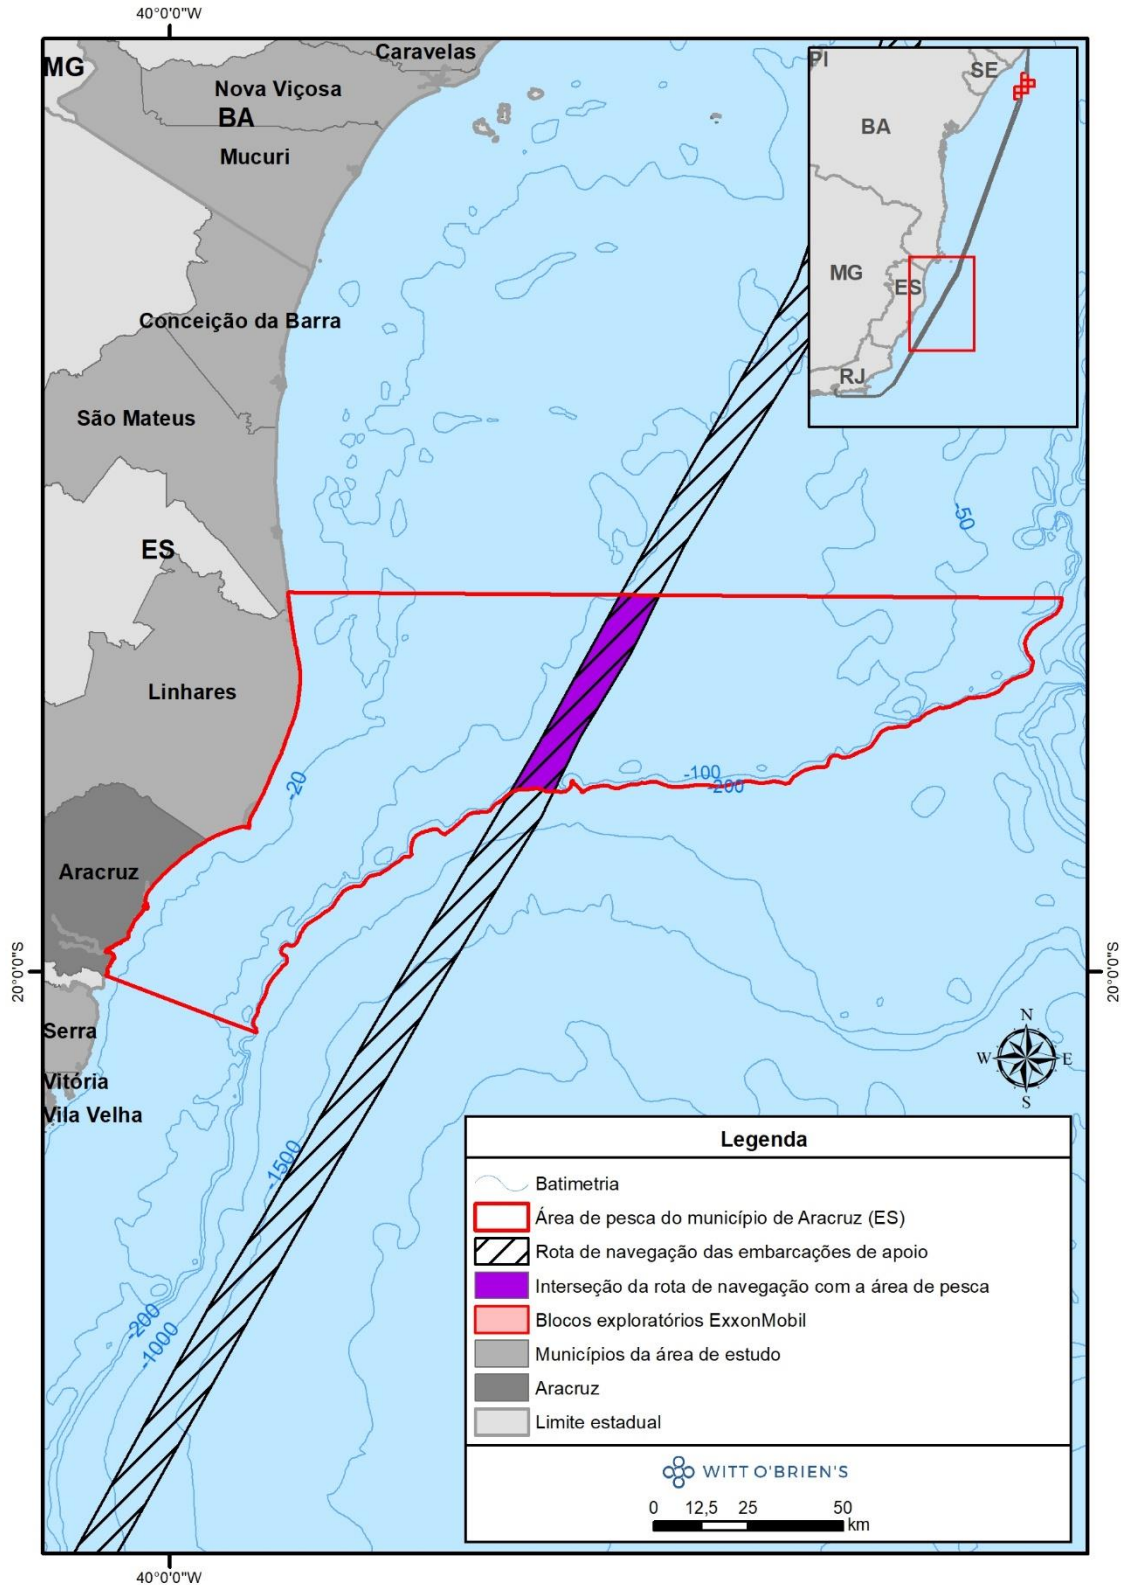 40°0'0"W
Caravelas
MG
Nova Viçosa
BA
Mucuri
Conceição da Barra
São Mateus
ES
Linhares
Aracruz
Serra
Vitória
Vila Velha
PI
SE
BA
MG
ES
RJ
-50
-20
-100
-200
20°0'0"S
20°0'0"S
-1500
-200
-1000
N
W
E
S
Legenda
Batimetria
Área de pesca do município de Aracruz (ES)
Rota de navegação das embarcações de apoio
Interseção da rota de navegação com a área de pesca
Blocos exploratórios ExxonMobil
Municípios da área de estudo
Aracruz
Limite estadual
WITT O'BRIEN'S
0 12,5 25 50
km
40°0'0"W